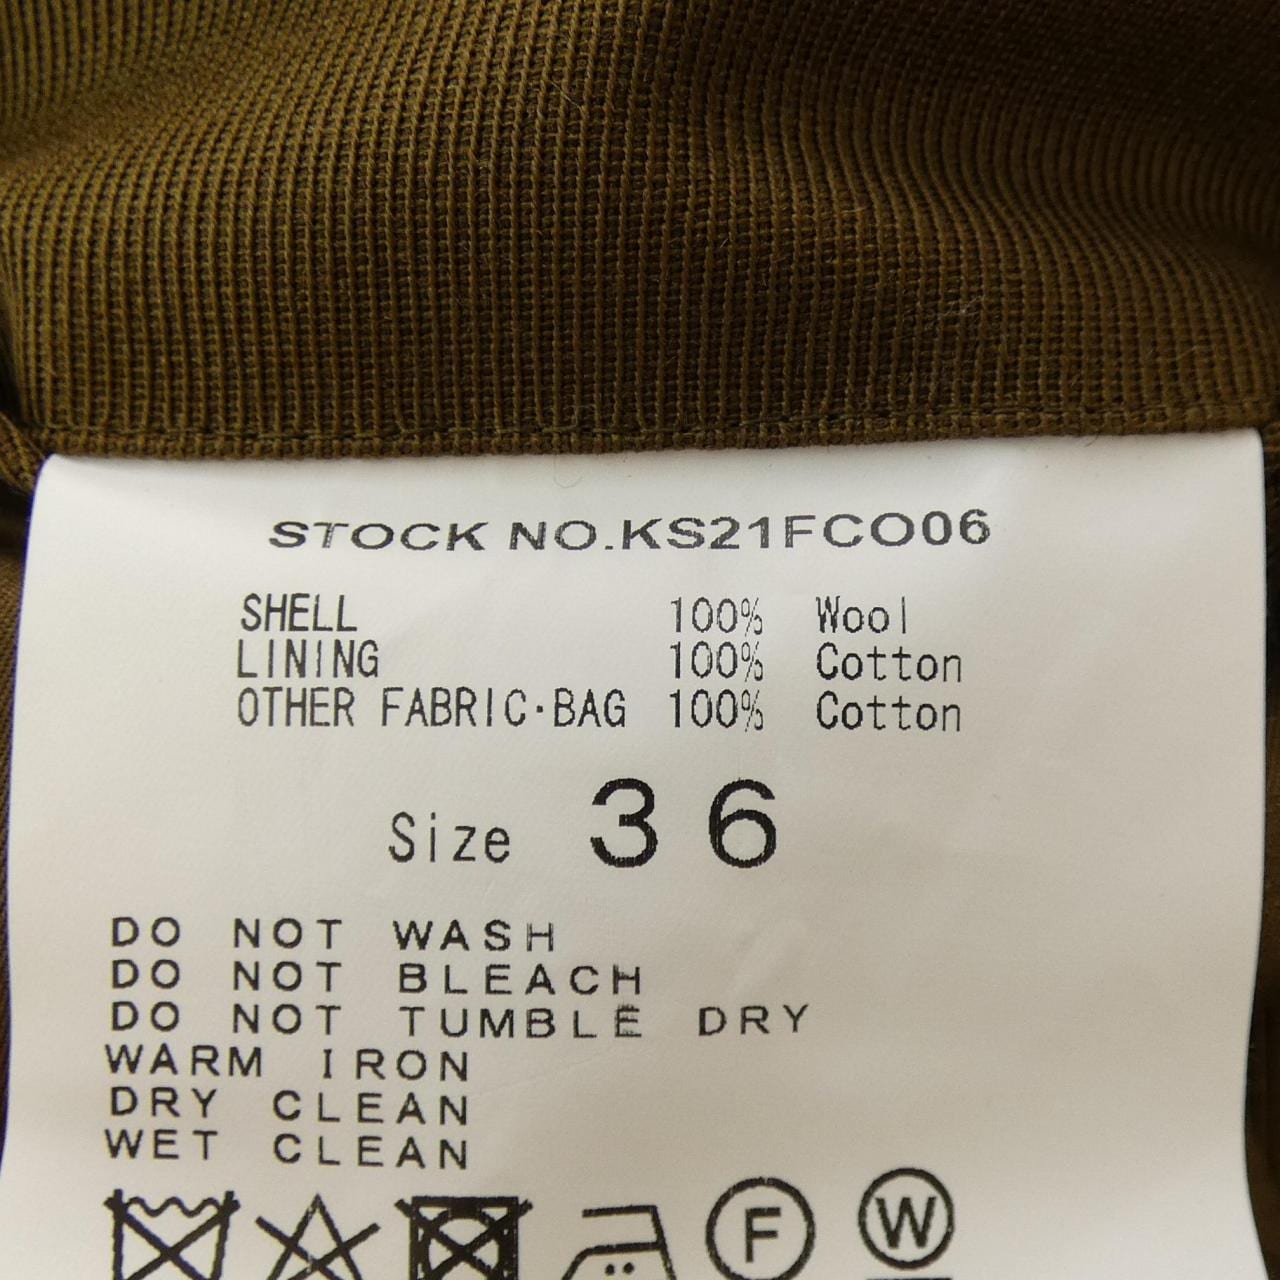 STOCK NO.KS21FCO06
SHELL 100% Wool
LINING 100% Cotton
OTHER FABRIC·BAG 100% Cotton
Size 36
DO NOT WASH
DO NOT BLEACH
DO NOT TUMBLE DRY
WARM IRON
DRY CLEAN
WET CLEAN
F W